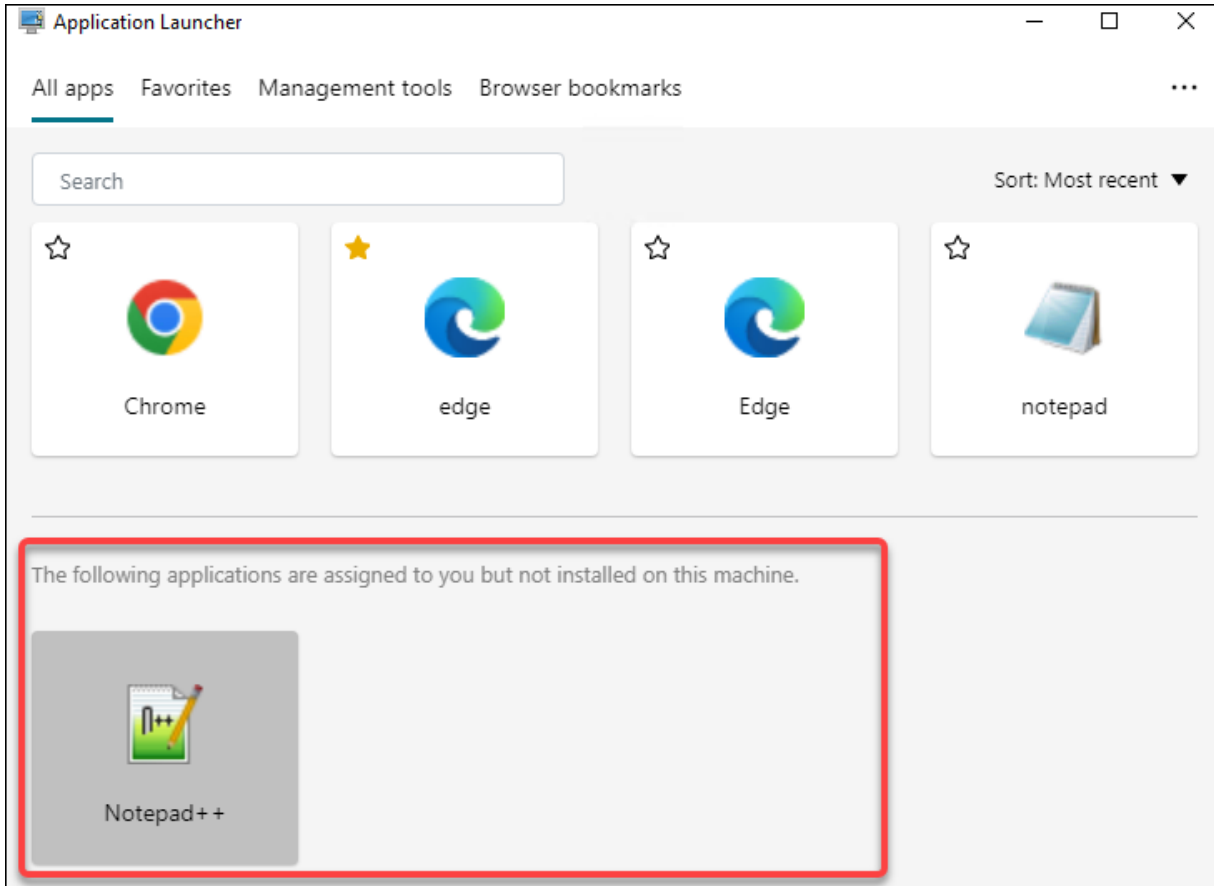 Application Launcher
All apps Favorites Management tools Browser bookmarks
Search
Sort: Most recent
Chrome
edge
Edge
notepad
The following applications are assigned to you but not installed on this machine.
n++
Notepad++